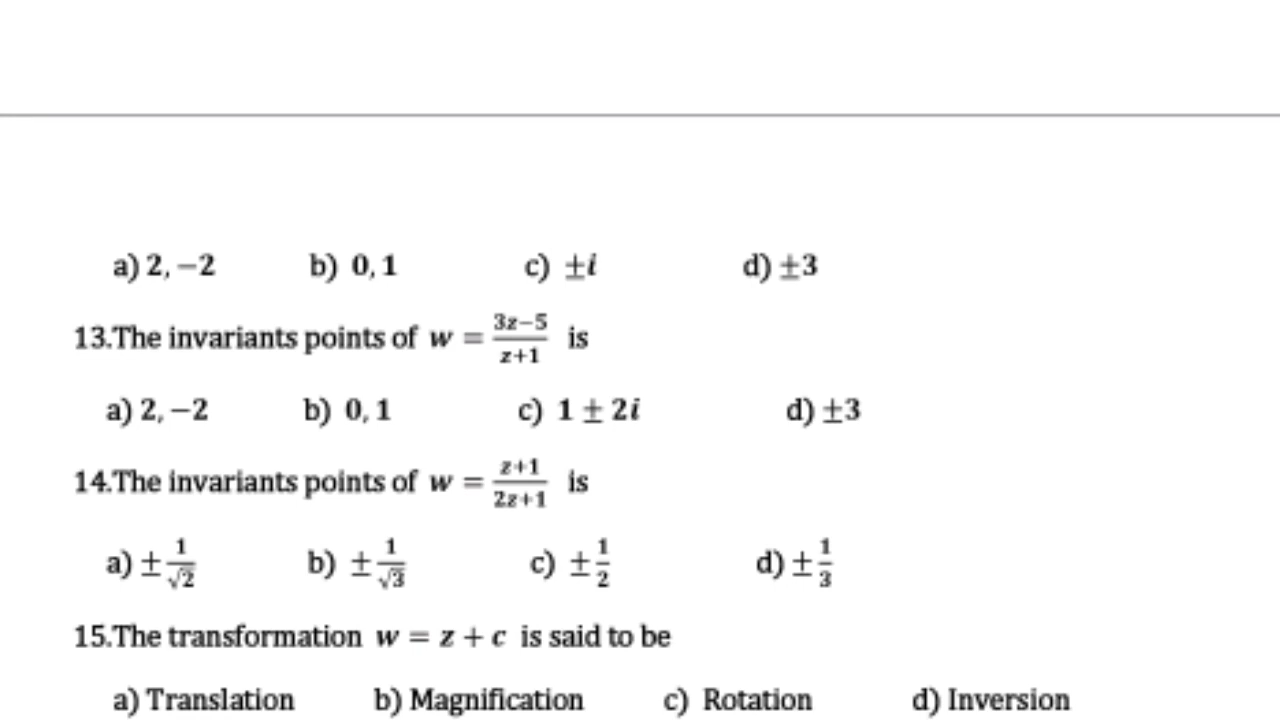 a) 2, −2 b) 0, 1 c) ±i d) ±3
13.The invariants points of w = (3z−5)/(z+1) is
a) 2, −2 b) 0, 1 c) 1 ± 2i d) ±3
14.The invariants points of w = (z+1)/(2z+1) is
a) ±1/√2 b) ±1/√3 c) ±1/2 d) ±1/3
15.The transformation w = z + c is said to be
a) Translation b) Magnification c) Rotation d) Inversion